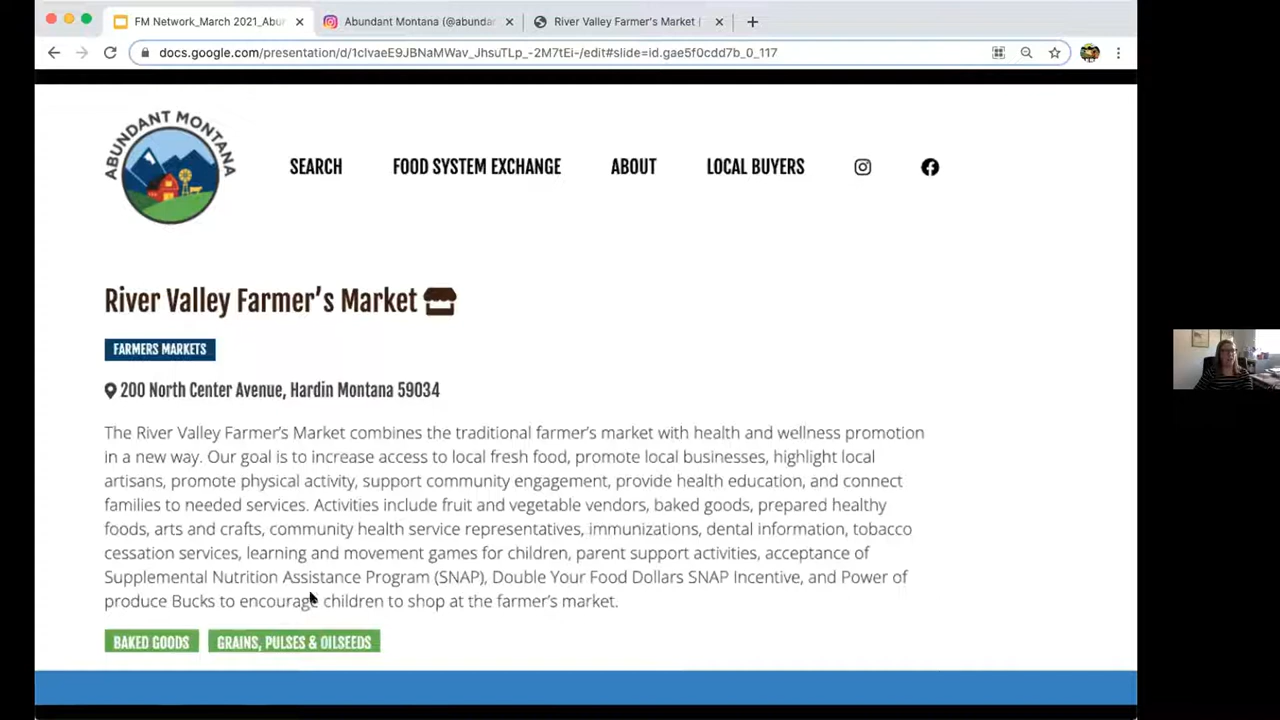 FM Network_March 2021_Abu
Abundant Montana (@abundan
River Valley Farmer's Market (
docs.google.com/presentation/d/1clvaeE9JBNaMWav_JhsuTLp_-2M7tEi-/edit#slide=id.gae5f0cdd7b_0_117
ABUNDANT MONTANA
SEARCH
FOOD SYSTEM EXCHANGE
ABOUT
LOCAL BUYERS
River Valley Farmer's Market
FARMERS MARKETS
200 North Center Avenue, Hardin Montana 59034
The River Valley Farmer's Market combines the traditional farmer's market with health and wellness promotion
in a new way. Our goal is to increase access to local fresh food, promote local businesses, highlight local
artisans, promote physical activity, support community engagement, provide health education, and connect
families to needed services. Activities include fruit and vegetable vendors, baked goods, prepared healthy
foods, arts and crafts, community health service representatives, immunizations, dental information, tobacco
cessation services, learning and movement games for children, parent support activities, acceptance of
Supplemental Nutrition Assistance Program (SNAP), Double Your Food Dollars SNAP Incentive, and Power of
produce Bucks to encourage children to shop at the farmer's market.
BAKED GOODS
GRAINS, PULSES & OILSEEDS